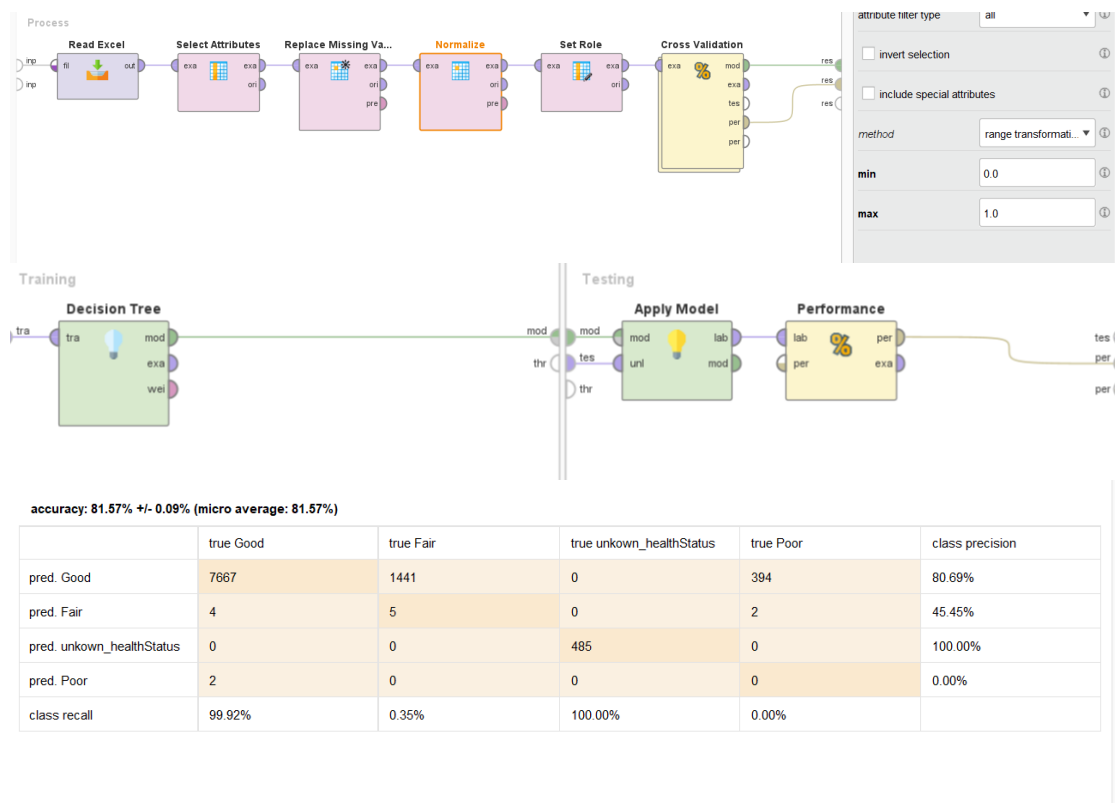 Process
Read Excel
Select Attributes
Replace Missing Va...
Normalize
Set Role
Cross Validation
inp
inp
fil
out
exa
exa
ori
exa
exa
ori
pre
exa
exa
ori
pre
exa
exa
ori
exa
mod
exa
tes
per
per
res
res
res
attribute filter type
all
invert selection
include special attributes
method
range transformati...
min
0.0
max
1.0
Training
Testing
Decision Tree
Apply Model
Performance
tra
tra
mod
exa
wei
mod
thr
mod
tes
thr
mod
unl
lab
mod
lab
per
per
exa
tes
per
per
accuracy: 81.57% +/- 0.09% (micro average: 81.57%)
true Good true Fair true unkown_healthStatus true Poor class precision
pred. Good 7667 1441 0 394 80.69%
pred. Fair 4 5 0 2 45.45%
pred. unkown_healthStatus 0 0 485 0 100.00%
pred. Poor 2 0 0 0 0.00%
class recall 99.92% 0.35% 100.00% 0.00%